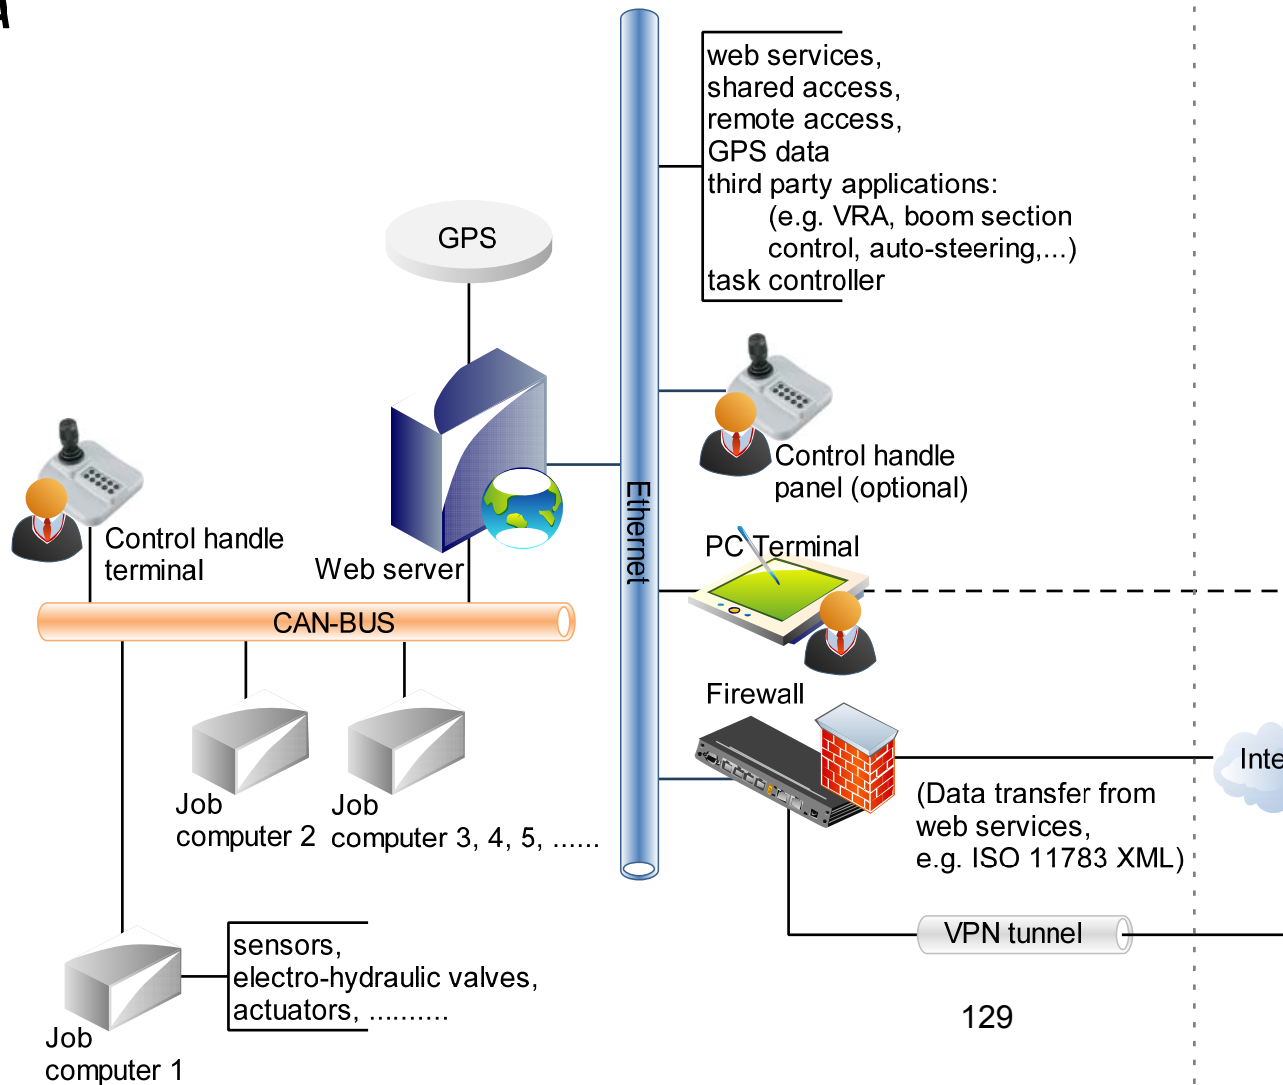 A
web services,
shared access,
remote access,
GPS data
third party applications:
(e.g. VRA, boom section
control, auto-steering,...)
task controller
GPS
Control handle
panel (optional)
Ethernet
Control handle
terminal
Web server
PC Terminal
CAN-BUS
Firewall
Inte
Job
computer 2
Job
computer 3, 4, 5, ......
(Data transfer from
web services,
e.g. ISO 11783 XML)
VPN tunnel
sensors,
electro-hydraulic valves,
actuators, ..........
129
Job
computer 1